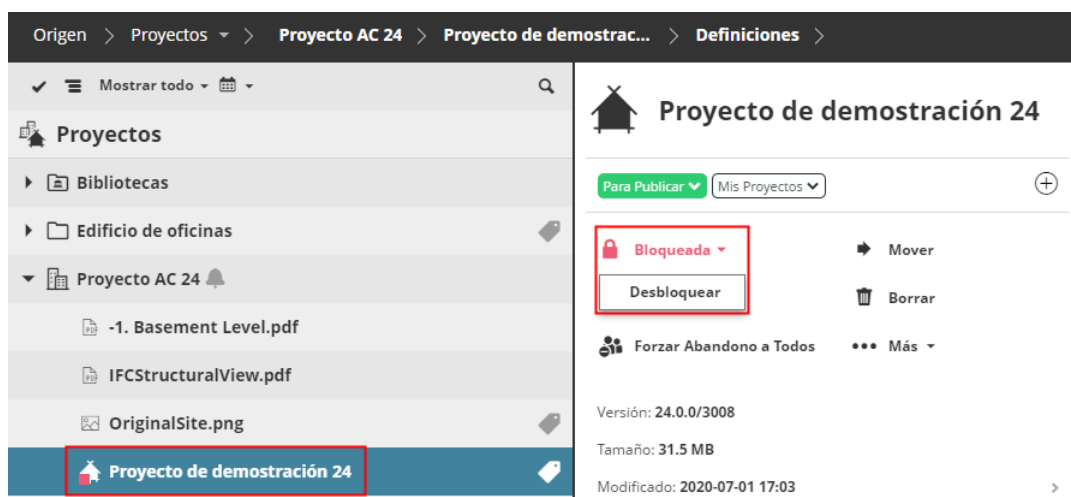 Origen > Proyectos > Proyecto AC 24 > Proyecto de demostrac... > Definiciones >
Mostrar todo
Proyectos
Bibliotecas
Edificio de oficinas
Proyecto AC 24
-1. Basement Level.pdf
IFCStructuralView.pdf
OriginalSite.png
Proyecto de demostración 24
Proyecto de demostración 24
Para Publicar Mis Proyectos
Bloqueada Mover
Desbloquear Borrar
Forzar Abandono a Todos Más
Versión: 24.0.0/3008
Tamaño: 31.5 MB
Modificado: 2020-07-01 17:03